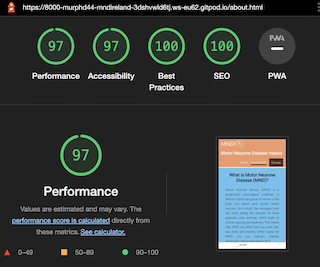 https://8000-murphd44-mndireland-3dshvwld6tj.ws-eu62.gitpod.io/about.html
97 97 100 100 PWA
Performance Accessibility Best Practices SEO PWA
97
Performance
Values are estimated and may vary. The
performance score is calculated directly from
these metrics. See calculator.
0–49 50–89 90–100
MNDI
Motor Neurone Disease Ireland
What is Motor Neurone
Disease (MND)?